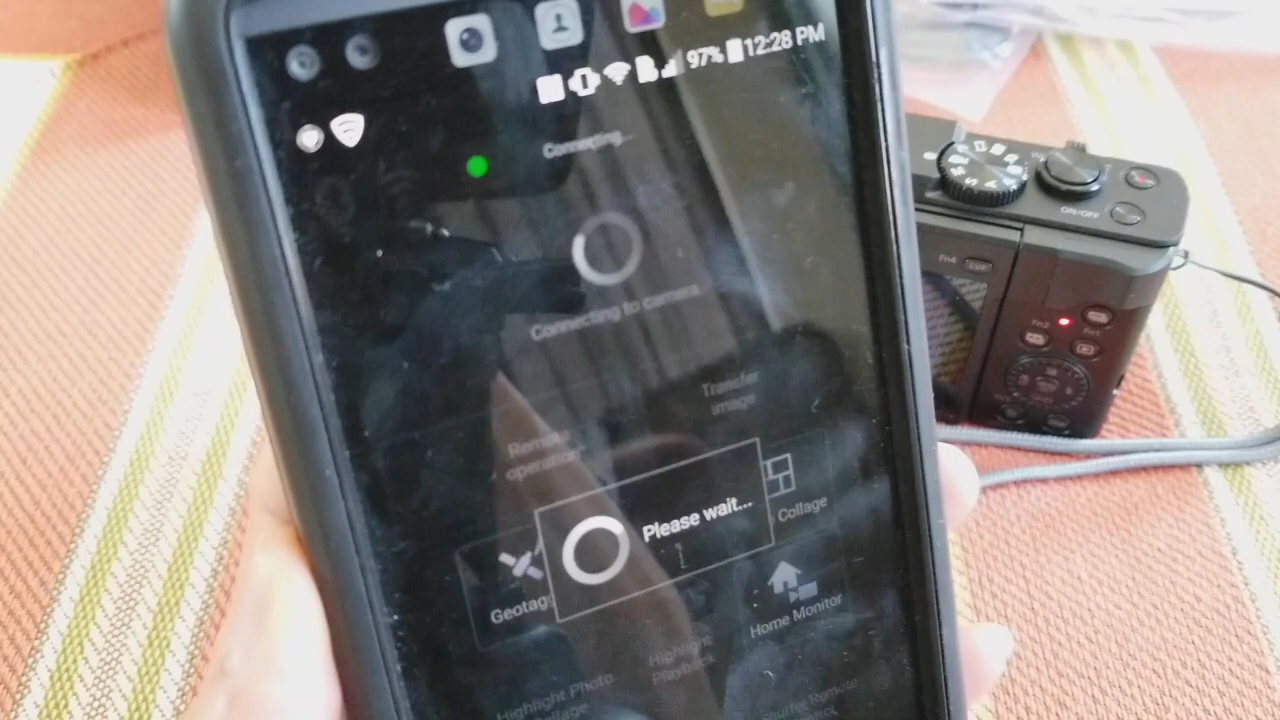 97% 12:28 PM
Connecting...
Connecting to camera
Transfer
image
Remote
operation
Please wait...
Collage
Geotag
Home Monitor
Highlight
Playback
Highlight Photo
Collage
ON/OFF
Fn4 LVF
Fn2
Fn1